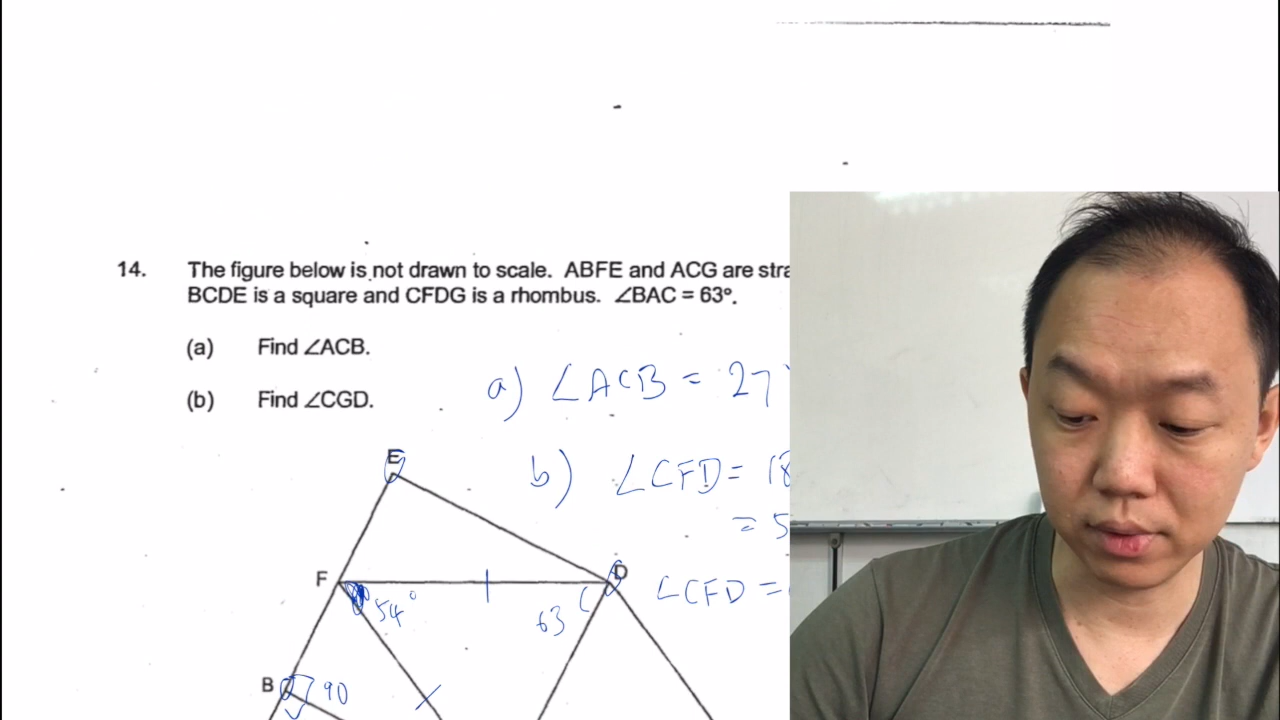 14. The figure below is not drawn to scale. ABFE and ACG are stra
BCDE is a square and CFDG is a rhombus. ∠BAC = 63º.
(a) Find ∠ACB.
a) ∠ACB = 27
(b) Find ∠CGD.
b) ∠CFD = 18
= 5
E
F
D
∠CFD =
54°
63
B
90